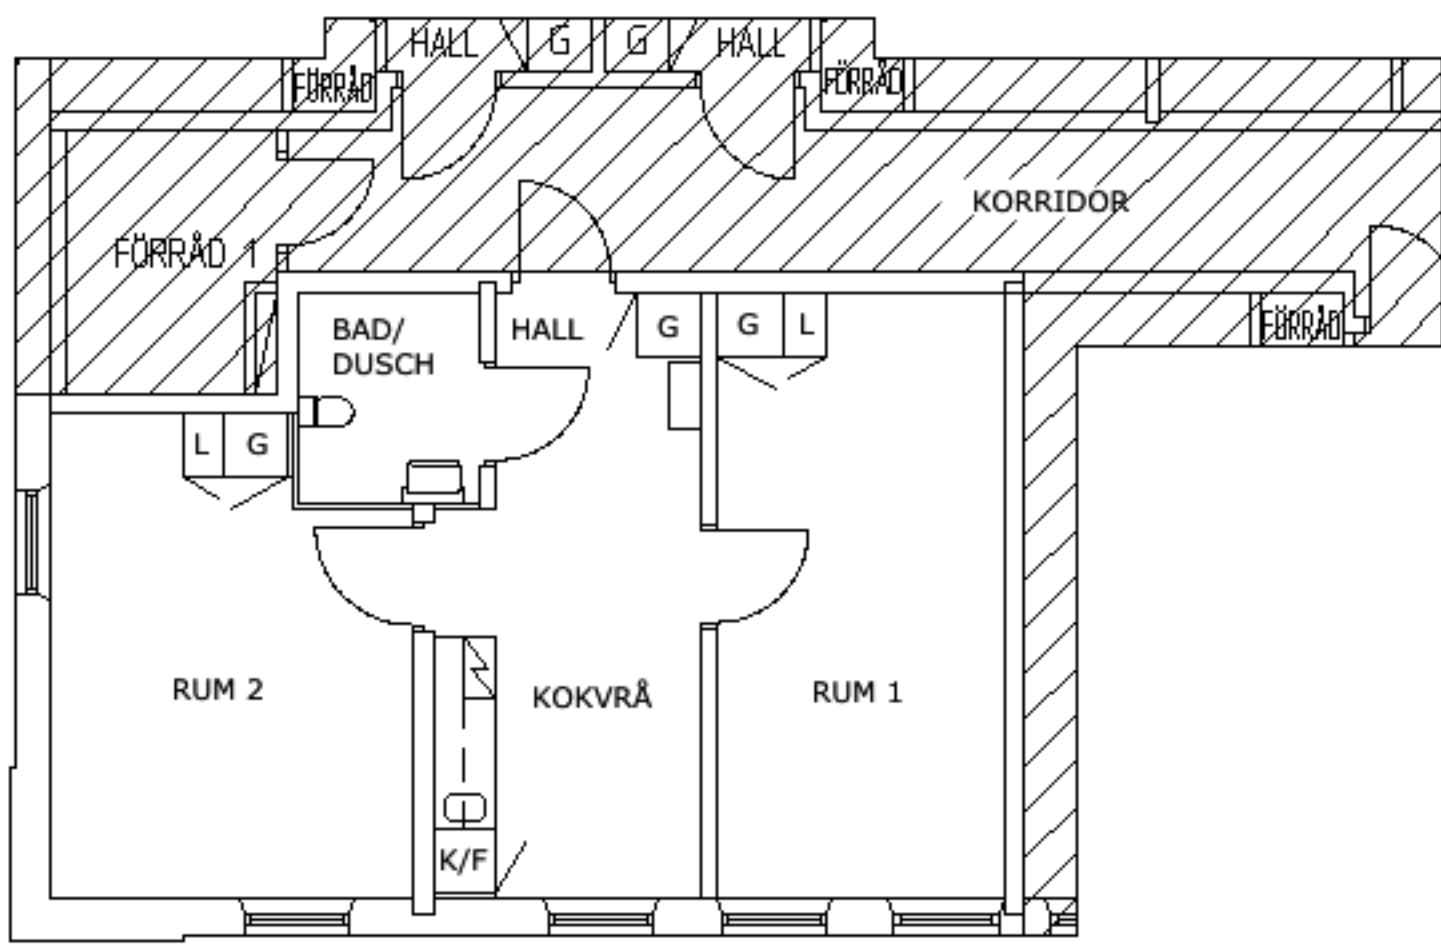 HALL
G
G
HALL
FÖRRÅD
FÖRRÅD
KORRIDOR
FÖRRÅD 1
BAD/
DUSCH
HALL
G
G
L
FÖRRÅD
L
G
RUM 2
KOKVRÅ
RUM 1
K/F